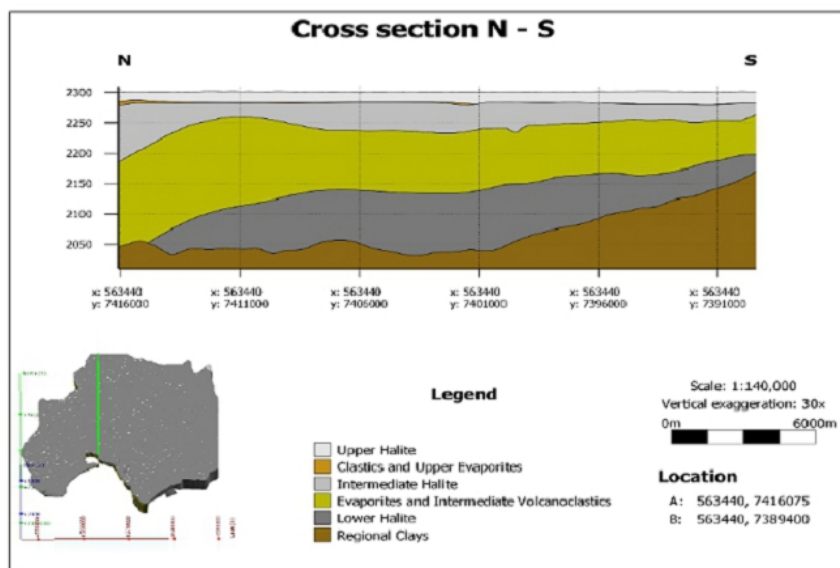 Cross section N - S
N
S
2300
2250
2200
2150
2100
2050
x: 563440 x: 563440 x: 563440 x: 563440 x: 563440 x: 563440
y: 7416000 y: 7411000 y: 7406000 y: 7401000 y: 7396000 y: 7391000
Legend
Upper Halite
Clastics and Upper Evaporites
Intermediate Halite
Evaporites and Intermediate Volcanoclastics
Lower Halite
Regional Clays
Scale: 1:140,000
Vertical exaggeration: 30x
0m 6000m
Location
A: 563440, 7416075
B: 563440, 7389400